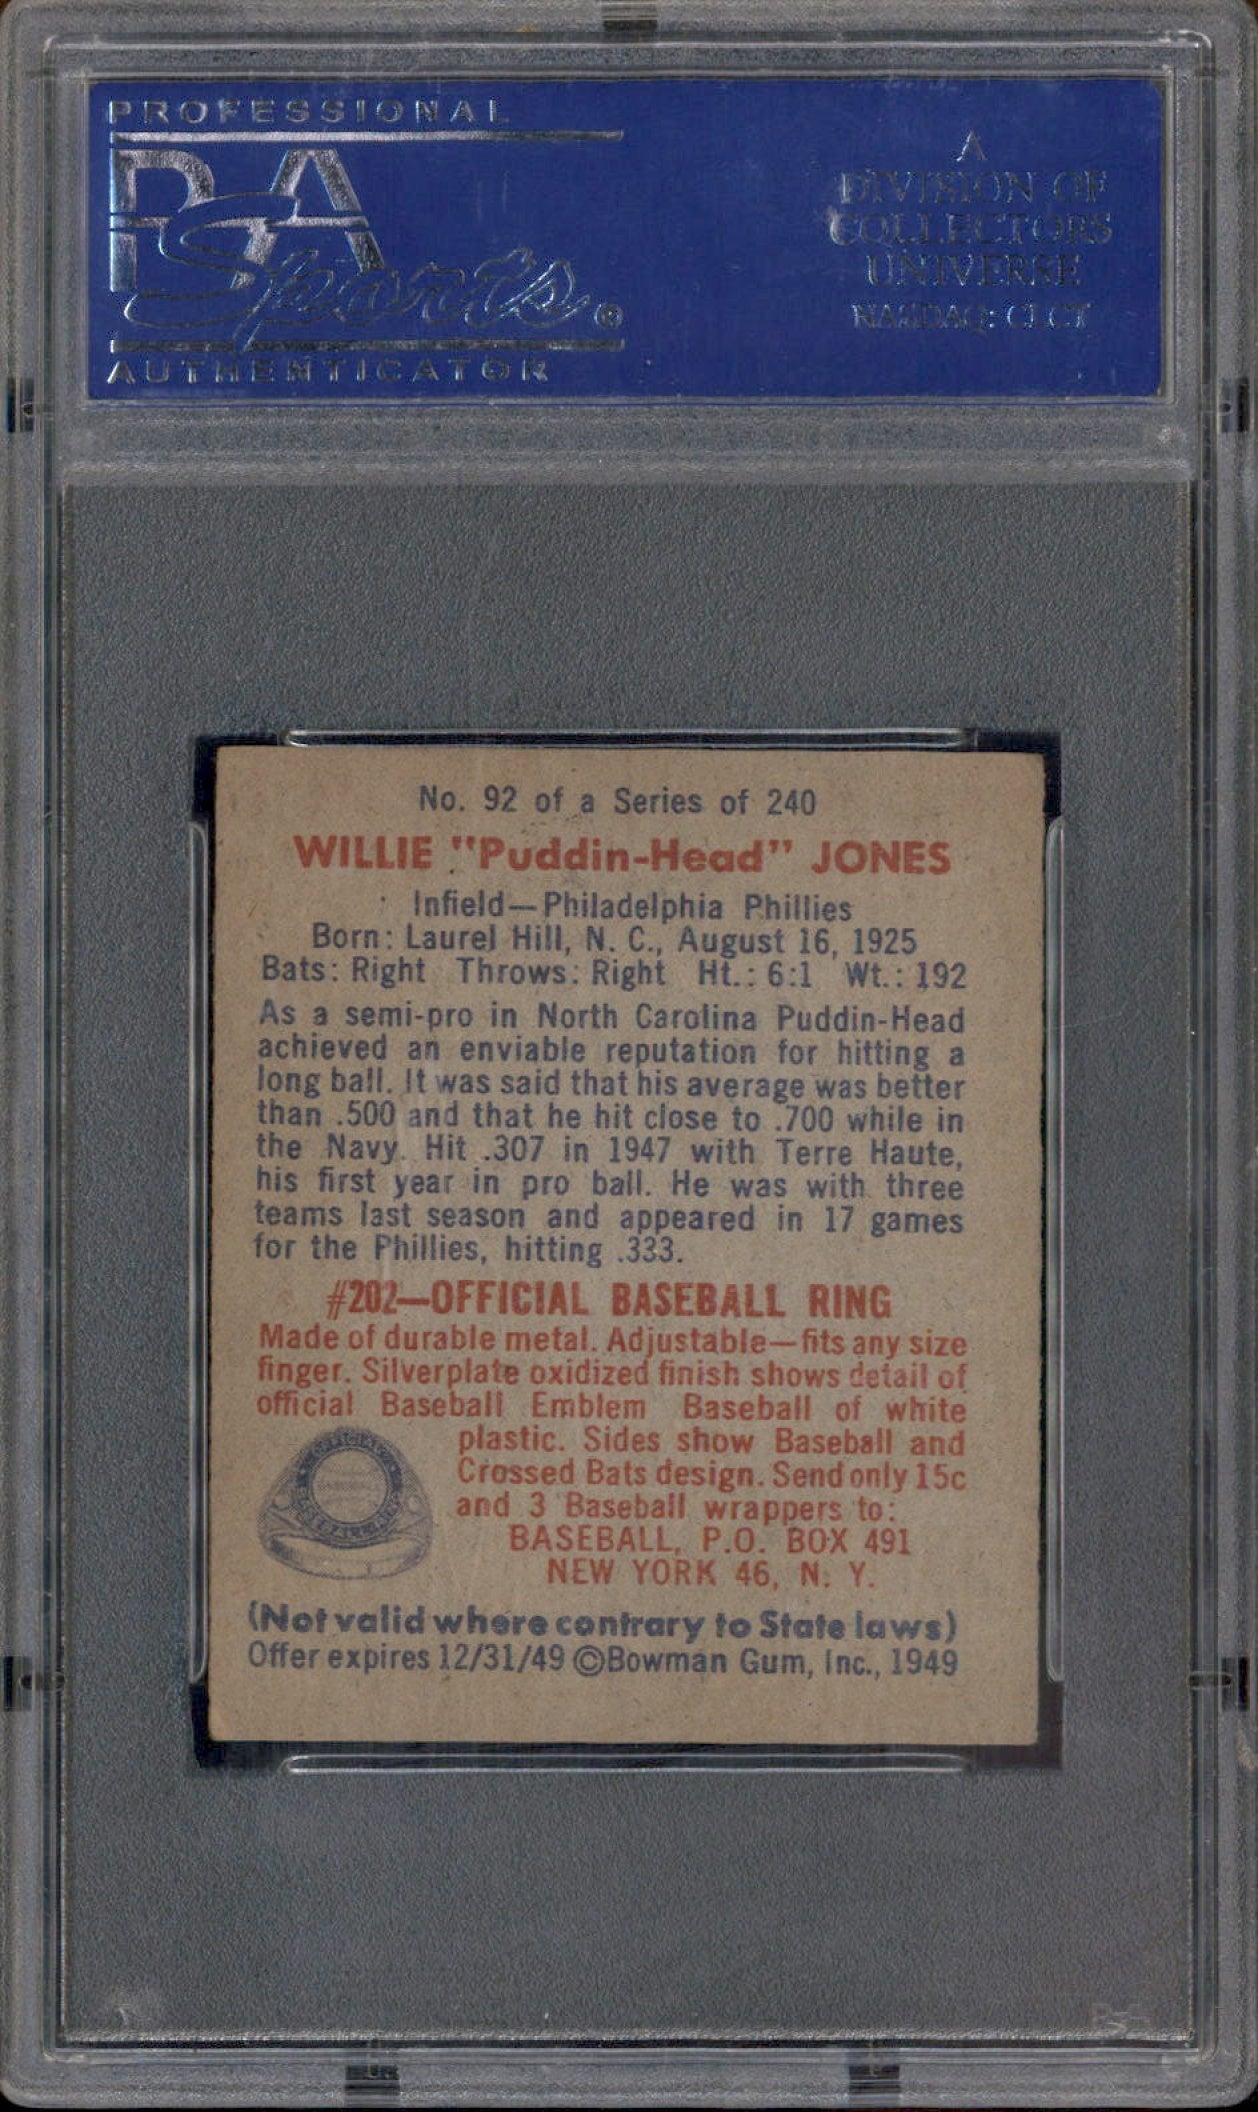 PROFESSIONAL
PSA
Sports ®
AUTHENTICATOR
A
DIVISION OF
COLLECTORS
UNIVERSE
NASDAQ: CLCT
No. 92 of a Series of 240
WILLIE "Puddin-Head" JONES
Infield—Philadelphia Phillies
Born: Laurel Hill, N. C., August 16, 1925
Bats: Right Throws: Right Ht.: 6:1 Wt.: 192
As a semi-pro in North Carolina Puddin-Head
achieved an enviable reputation for hitting a
long ball. It was said that his average was better
than .500 and that he hit close to .700 while in
the Navy. Hit .307 in 1947 with Terre Haute,
his first year in pro ball. He was with three
teams last season and appeared in 17 games
for the Phillies, hitting .333.
#202—OFFICIAL BASEBALL RING
Made of durable metal. Adjustable—fits any size
finger. Silverplate oxidized finish shows detail of
official Baseball Emblem Baseball of white
plastic. Sides show Baseball and
Crossed Bats design. Send only 15c
and 3 Baseball wrappers to:
BASEBALL, P.O. BOX 491
NEW YORK 46, N. Y.
(Not valid where contrary to State laws)
Offer expires 12/31/49 ©Bowman Gum, Inc., 1949